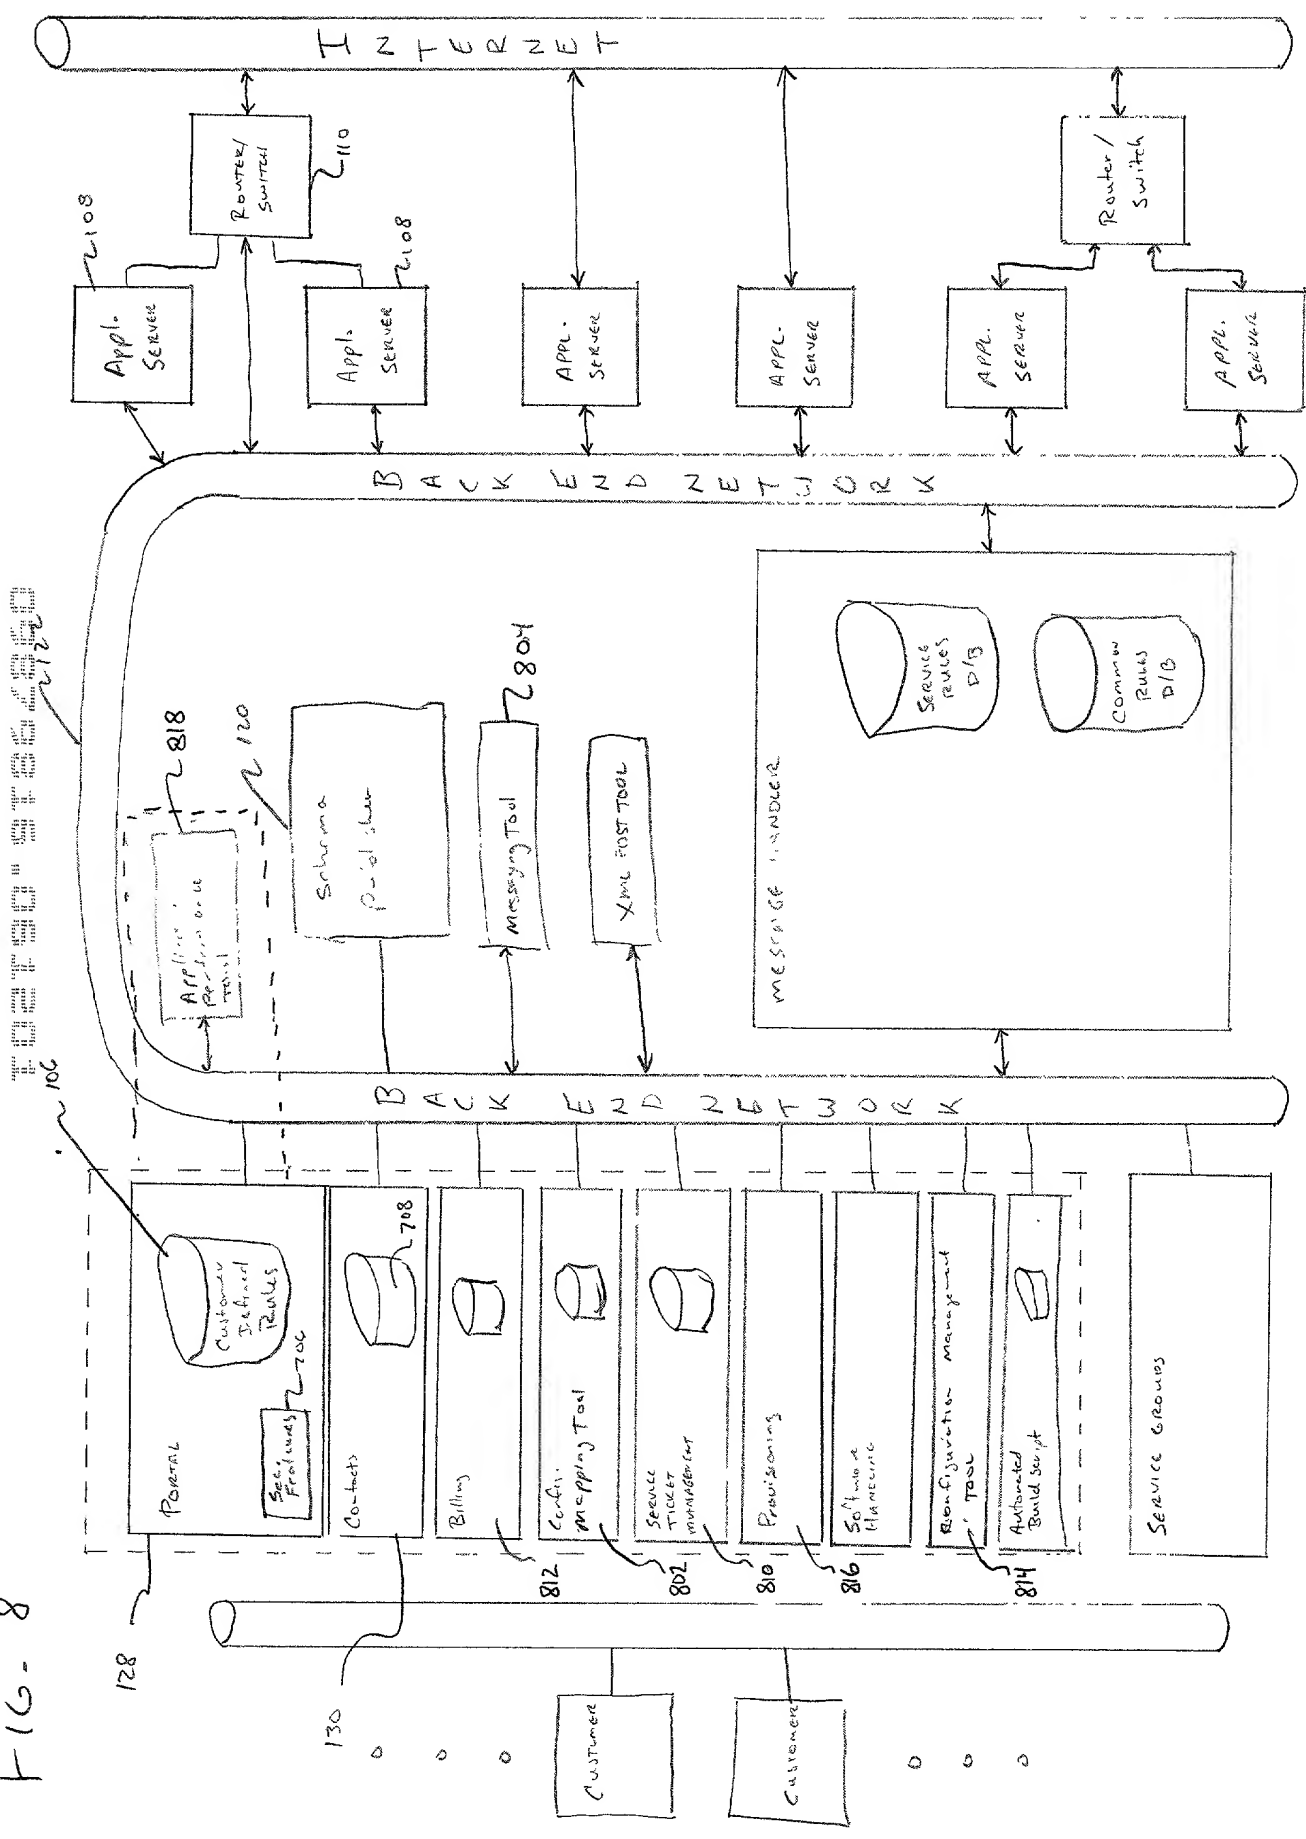 FIG. 8
128
PORTAL
Sec.
Features
706
Customer
Defined
Rules
106
130
Contacts
708
Billing
812
Config.
Mapping Tool
802
SERVICE
TICKET
MANAGEMENT
810
Provisioning
816
Software
814
Configuration Management
TOOL
Automated
Build Script
SERVICE GROUPS
CUSTOMER
CUSTOMER
BACK END NETWORK
818
120
Schema
Messaging Tool
804
XML POST TOOL
MESSAGE HANDLER
SERVICE
RULES
D/B
COMMON
RULES
D/B
BACK END NETWORK
Appl.
SERVER
108
Appl.
SERVER
108
APPL.
SERVER
APPL.
SERVER
APPL.
SERVER
APPL.
SERVER
ROUTER/
SWITCH
110
Router/
Switch
INTERNET